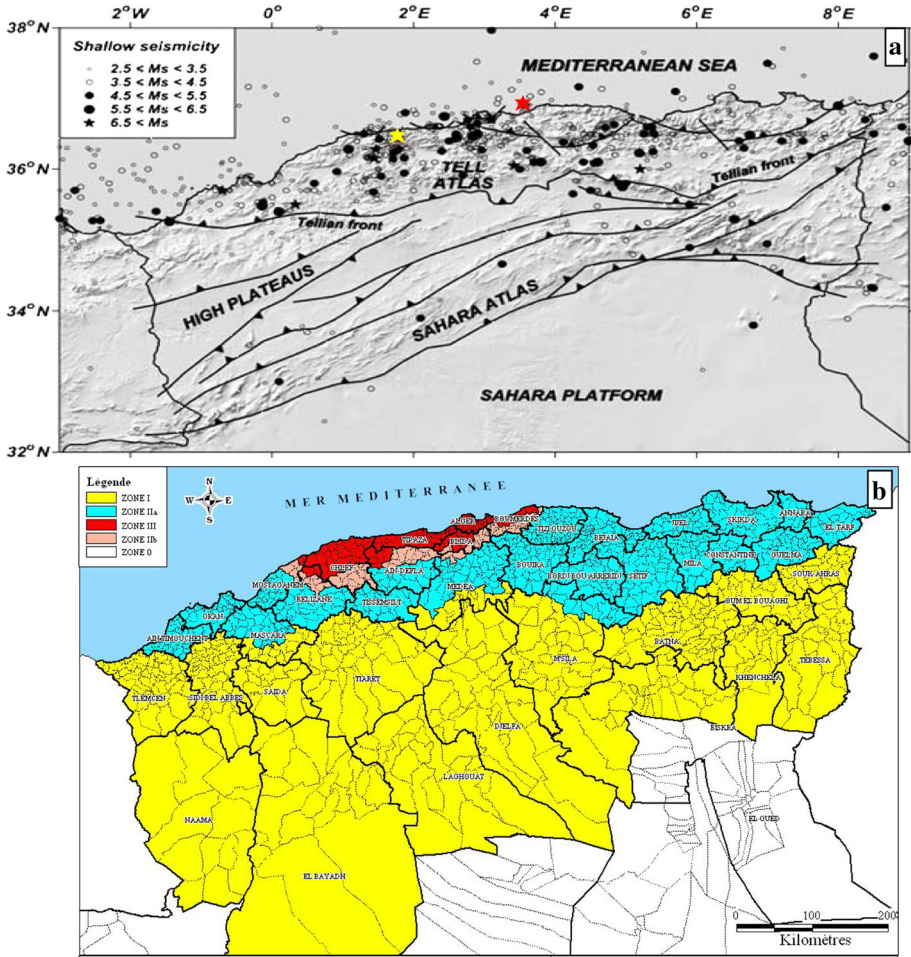 2°W 0° 2°E 4°E 6°E 8°E
38°N
36°N
34°N
32°N
a
Shallow seismicity
2.5 < Ms < 3.5
3.5 < Ms < 4.5
4.5 < Ms < 5.5
5.5 < Ms < 6.5
6.5 < Ms
MEDITERRANEAN SEA
TELL
ATLAS
Tellian front
Tellian front
HIGH PLATEAUS
SAHARA ATLAS
SAHARA PLATFORM
b
Légende
ZONE I
ZONE IIa
ZONE III
ZONE IIb
ZONE 0
N
W E
S
MER MEDITERRANEE
ALGER
BOUMERDES
TIPAZA
BLIDA
TIZI OUZOU
JIJEL
SKIKDA
ANNABA
EL TARF
BEJAIA
CHLEF
AIN-DEFLA
BOUIRA
CONSTANTINE
GUELMA
MILA
SETIF
BORDJ BOU ARRERIDJ
MOSTAGANEM
RELIZANE
TISSEMSILT
MEDEA
SOUK-AHRAS
OUM EL BOUAGHI
ORAN
AIN-TIMOUCHENT
MASCARA
BATNA
M'SILA
TEBESSA
KHENCHELA
TLEMCEN
SIDI BEL ABBES
SAIDA
TIARET
DJELFA
BISKRA
LAGHOUAT
NAAMA
EL OUED
EL BAYADH
0 100 200
Kilomètres